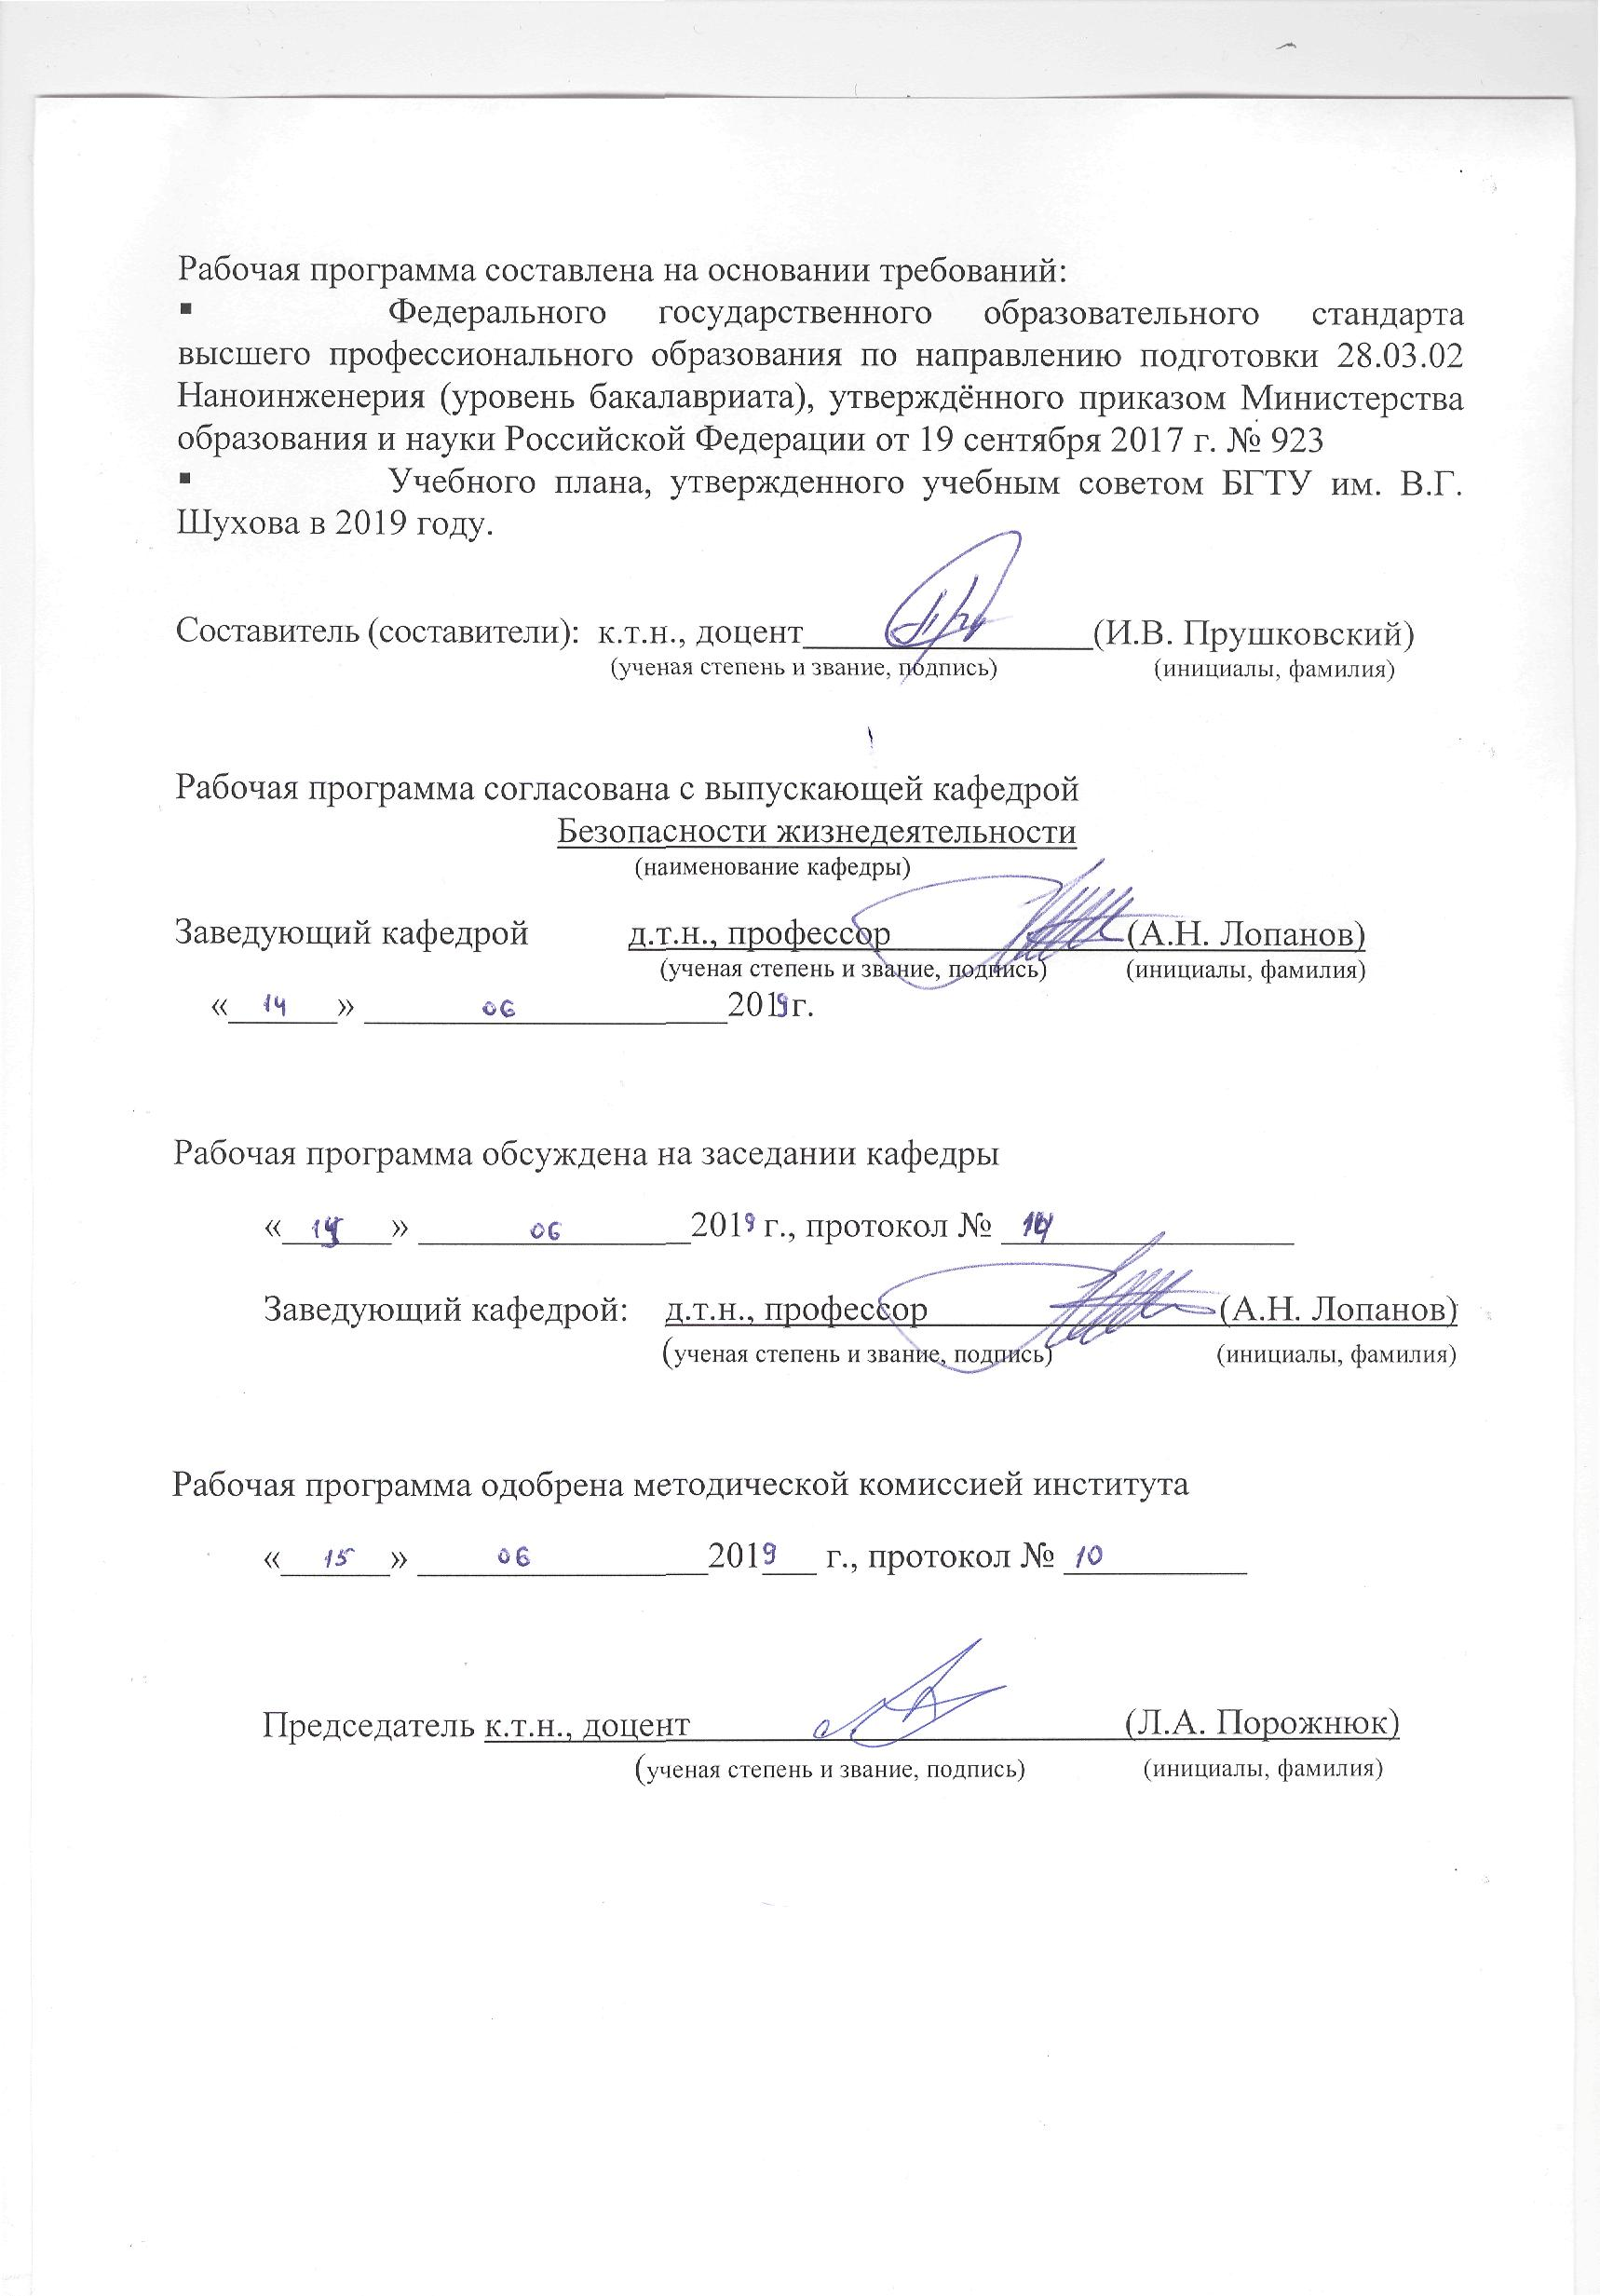 Рабочая программа составлена на основании требований:
▪ Федерального государственного образовательного стандарта
высшего профессионального образования по направлению подготовки 28.03.02
Наноинженерия (уровень бакалавриата), утверждённого приказом Министерства
образования и науки Российской Федерации от 19 сентября 2017 г. № 923
▪ Учебного плана, утвержденного учебным советом БГТУ им. В.Г.
Шухова в 2019 году.
Составитель (составители): к.т.н., доцент (И.В. Прушковский)
(ученая степень и звание, подпись) (инициалы, фамилия)
Рабочая программа согласована с выпускающей кафедрой
Безопасности жизнедеятельности
(наименование кафедры)
Заведующий кафедрой д.т.н., профессор (А.Н. Лопанов)
(ученая степень и звание, подпись) (инициалы, фамилия)
« 14 » 06 2019 г.
Рабочая программа обсуждена на заседании кафедры
« 14 » 06 2019 г., протокол №
Заведующий кафедрой: д.т.н., профессор (А.Н. Лопанов)
(ученая степень и звание, подпись) (инициалы, фамилия)
Рабочая программа одобрена методической комиссией института
« 15 » 06 2019 г., протокол № 10
Председатель к.т.н., доцент (Л.А. Порожнюк)
(ученая степень и звание, подпись) (инициалы, фамилия)